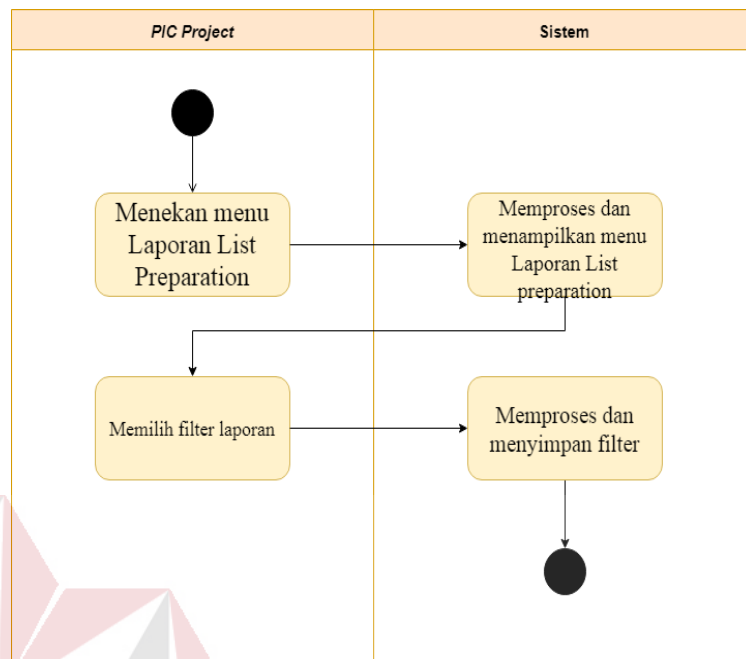 PIC Project
Sistem
Menekan menu
Laporan List
Preparation
Memproses dan
menampilkan menu
Laporan List
preparation
Memilih filter laporan
Memproses dan
menyimpan filter